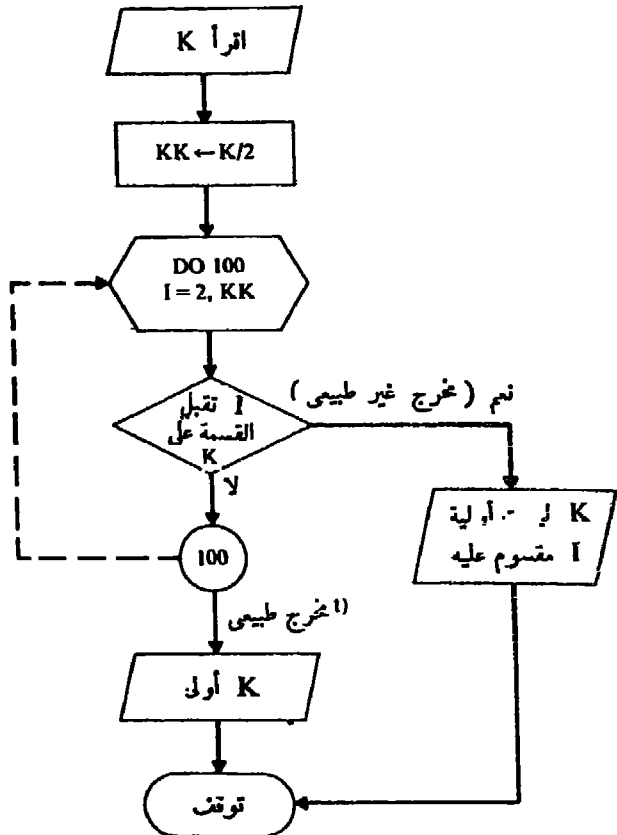 اقرأ K
KK ← K/2
DO 100
I = 2, KK
I تقبل
القسمة على
K
نعم ( مخرج غير طبيعى )
لا
K أولية
I مقسوم عليه
100
مخرج طبيعى
K أولى
توقف